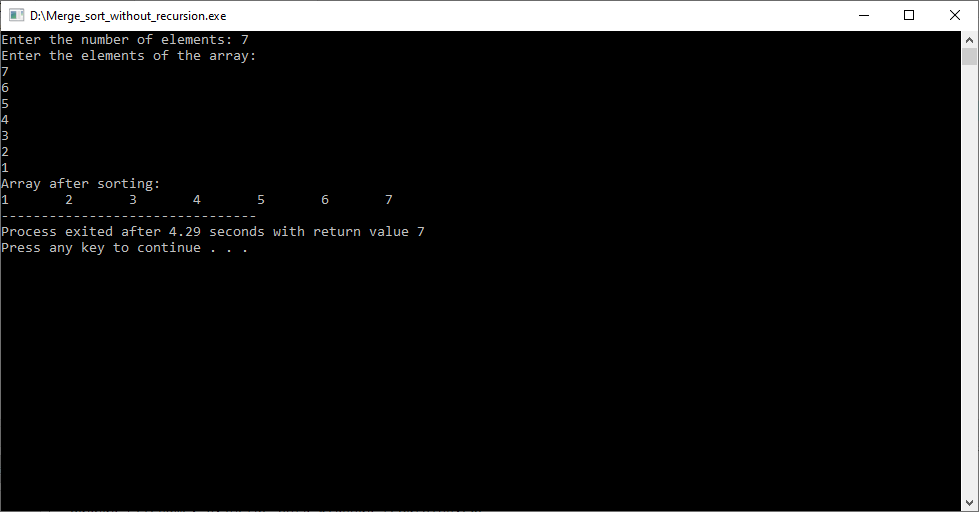 D:\Merge_sort_without_recursion.exe
Enter the number of elements: 7
Enter the elements of the array:
7
6
5
4
3
2
1
Array after sorting:
1       2       3       4       5       6       7
--------------------------------
Process exited after 4.29 seconds with return value 7
Press any key to continue . . .